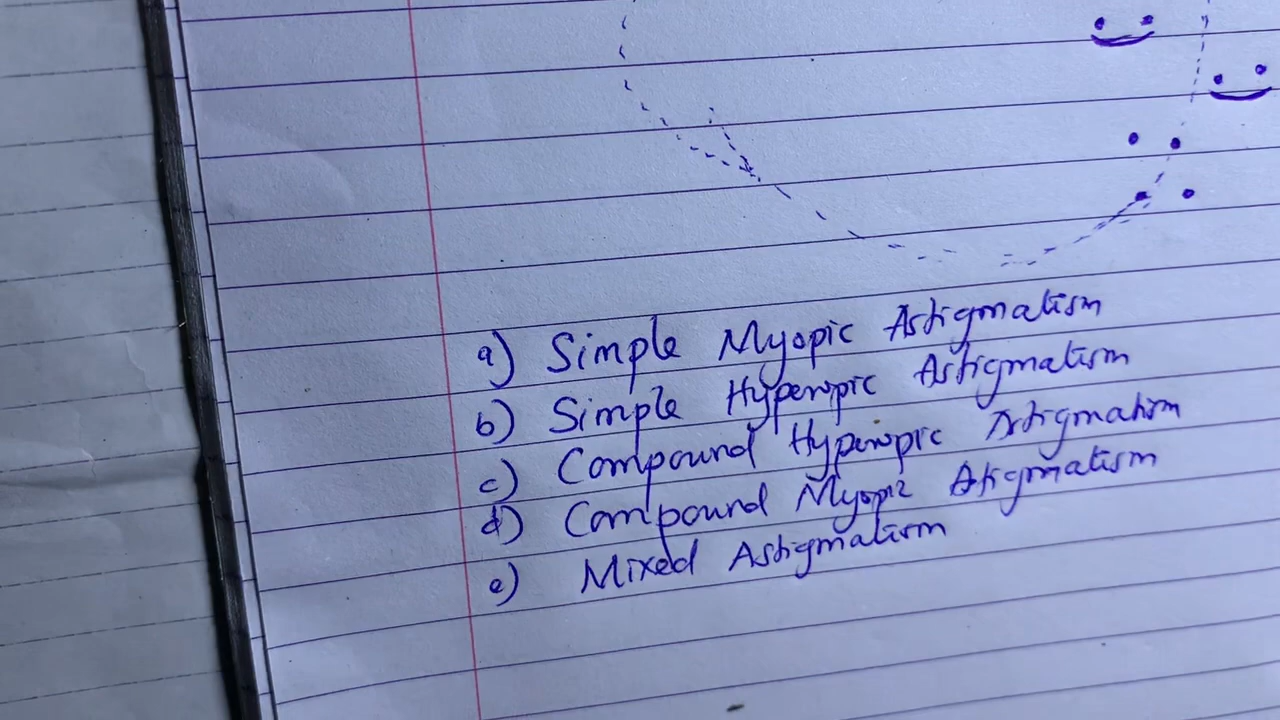 a) Simple Myopic Astigmatism
b) Simple Hyperopic Astigmatism
c) Compound Hyperopic Astigmatism
d) Compound Myopic Astigmatism
e) Mixed Astigmatism